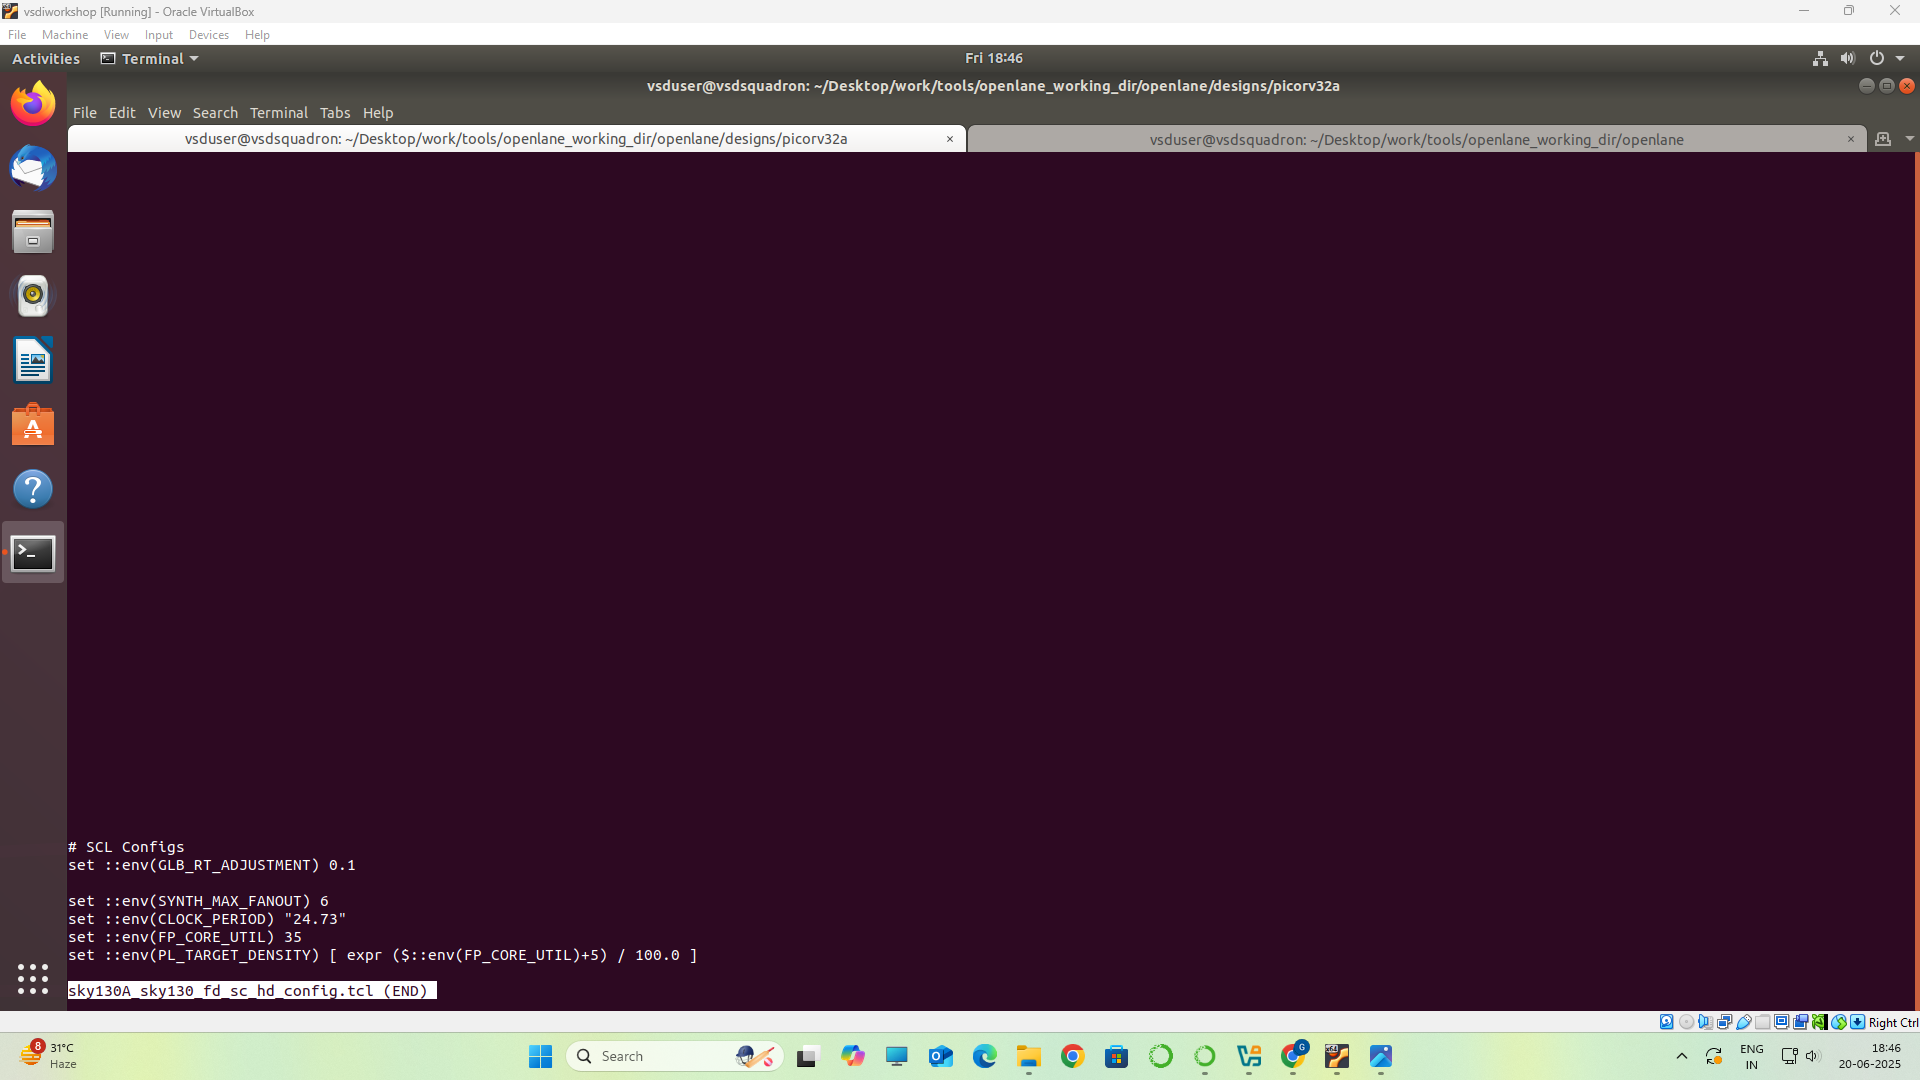 vsdiworkshop [Running] - Oracle VirtualBox
File Machine View Input Devices Help
Activities Terminal Fri 18:46
vsduser@vsdsquadron: ~/Desktop/work/tools/openlane_working_dir/openlane/designs/picorv32a
File Edit View Search Terminal Tabs Help
vsduser@vsdsquadron: ~/Desktop/work/tools/openlane_working_dir/openlane/designs/picorv32a × vsduser@vsdsquadron: ~/Desktop/work/tools/openlane_working_dir/openlane ×
# SCL Configs
set ::env(GLB_RT_ADJUSTMENT) 0.1
set ::env(SYNTH_MAX_FANOUT) 6
set ::env(CLOCK_PERIOD) "24.73"
set ::env(FP_CORE_UTIL) 35
set ::env(PL_TARGET_DENSITY) [ expr ($::env(FP_CORE_UTIL)+5) / 100.0 ]
sky130A_sky130_fd_sc_hd_config.tcl (END)
Right Ctrl
8
31°C
Haze
Search
G
ENG
IN
18:46
20-06-2025